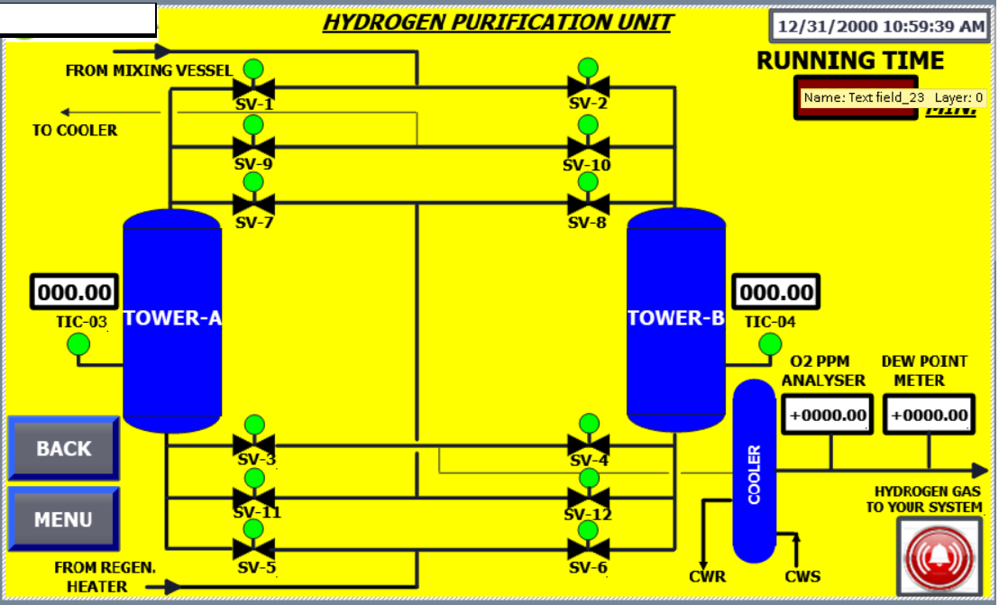 HYDROGEN PURIFICATION UNIT
12/31/2000 10:59:39 AM
RUNNING TIME
Name: Text field_23 Layer: 0
MIN.
FROM MIXING VESSEL
SV-1
SV-2
TO COOLER
SV-9
SV-10
SV-7
SV-8
000.00
TIC-03
TOWER-A
TOWER-B
000.00
TIC-04
O2 PPM
ANALYSER
DEW POINT
METER
+0000.00
+0000.00
BACK
SV-3
SV-4
COOLER
MENU
SV-11
SV-12
HYDROGEN GAS
TO YOUR SYSTEM
FROM REGEN.
HEATER
SV-5
SV-6
CWR
CWS